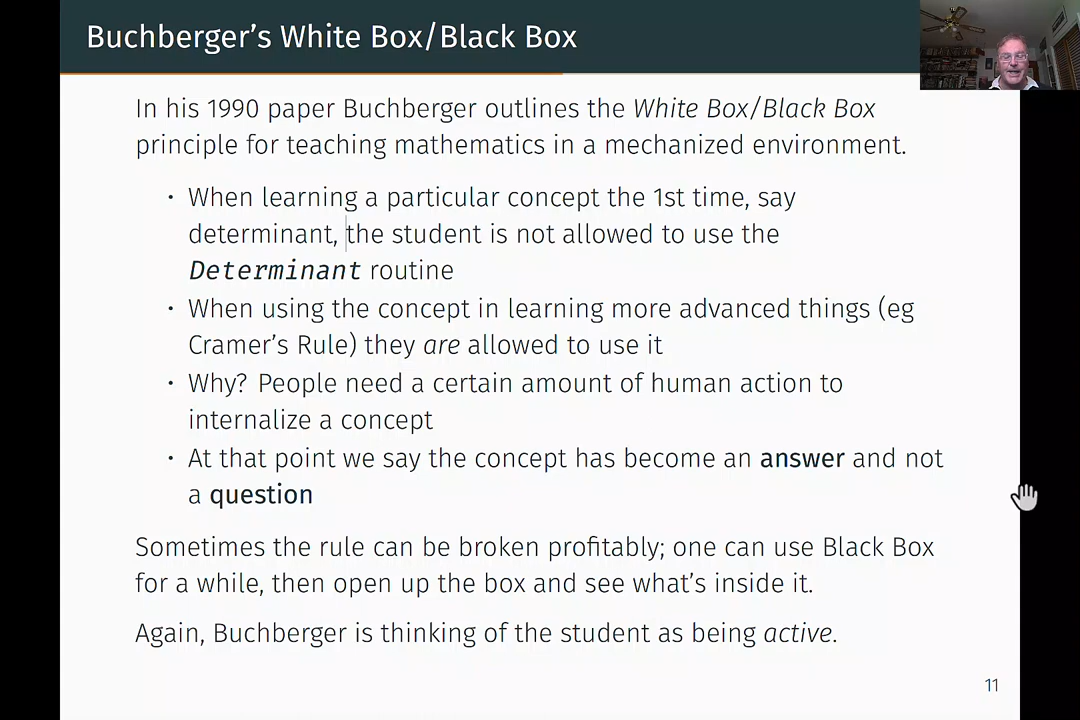 Buchberger's White Box/Black Box
In his 1990 paper Buchberger outlines the White Box/Black Box
principle for teaching mathematics in a mechanized environment.
• When learning a particular concept the 1st time, say
determinant, the student is not allowed to use the
Determinant routine
• When using the concept in learning more advanced things (eg
Cramer's Rule) they are allowed to use it
• Why? People need a certain amount of human action to
internalize a concept
• At that point we say the concept has become an answer and not
a question
Sometimes the rule can be broken profitably; one can use Black Box
for a while, then open up the box and see what's inside it.
Again, Buchberger is thinking of the student as being active.
11